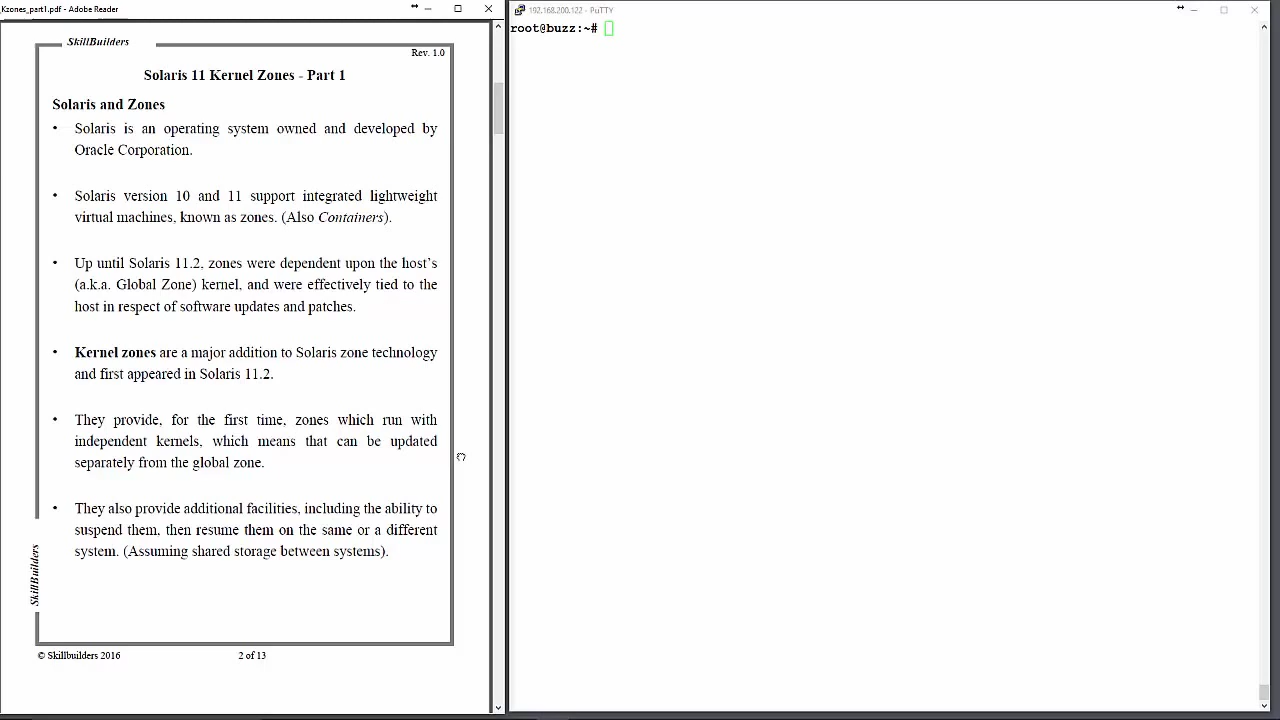 Kzones_part1.pdf - Adobe Reader
192.168.200.122 - PuTTY
root@buzz:~#
SkillBuilders
Rev. 1.0
Solaris 11 Kernel Zones - Part 1
Solaris and Zones
• Solaris is an operating system owned and developed by
Oracle Corporation.
• Solaris version 10 and 11 support integrated lightweight
virtual machines, known as zones. (Also Containers).
• Up until Solaris 11.2, zones were dependent upon the host's
(a.k.a. Global Zone) kernel, and were effectively tied to the
host in respect of software updates and patches.
• Kernel zones are a major addition to Solaris zone technology
and first appeared in Solaris 11.2.
• They provide, for the first time, zones which run with
independent kernels, which means that can be updated
separately from the global zone.
• They also provide additional facilities, including the ability to
suspend them, then resume them on the same or a different
system. (Assuming shared storage between systems).
SkillBuilders
© Skillbuilders 2016
2 of 13